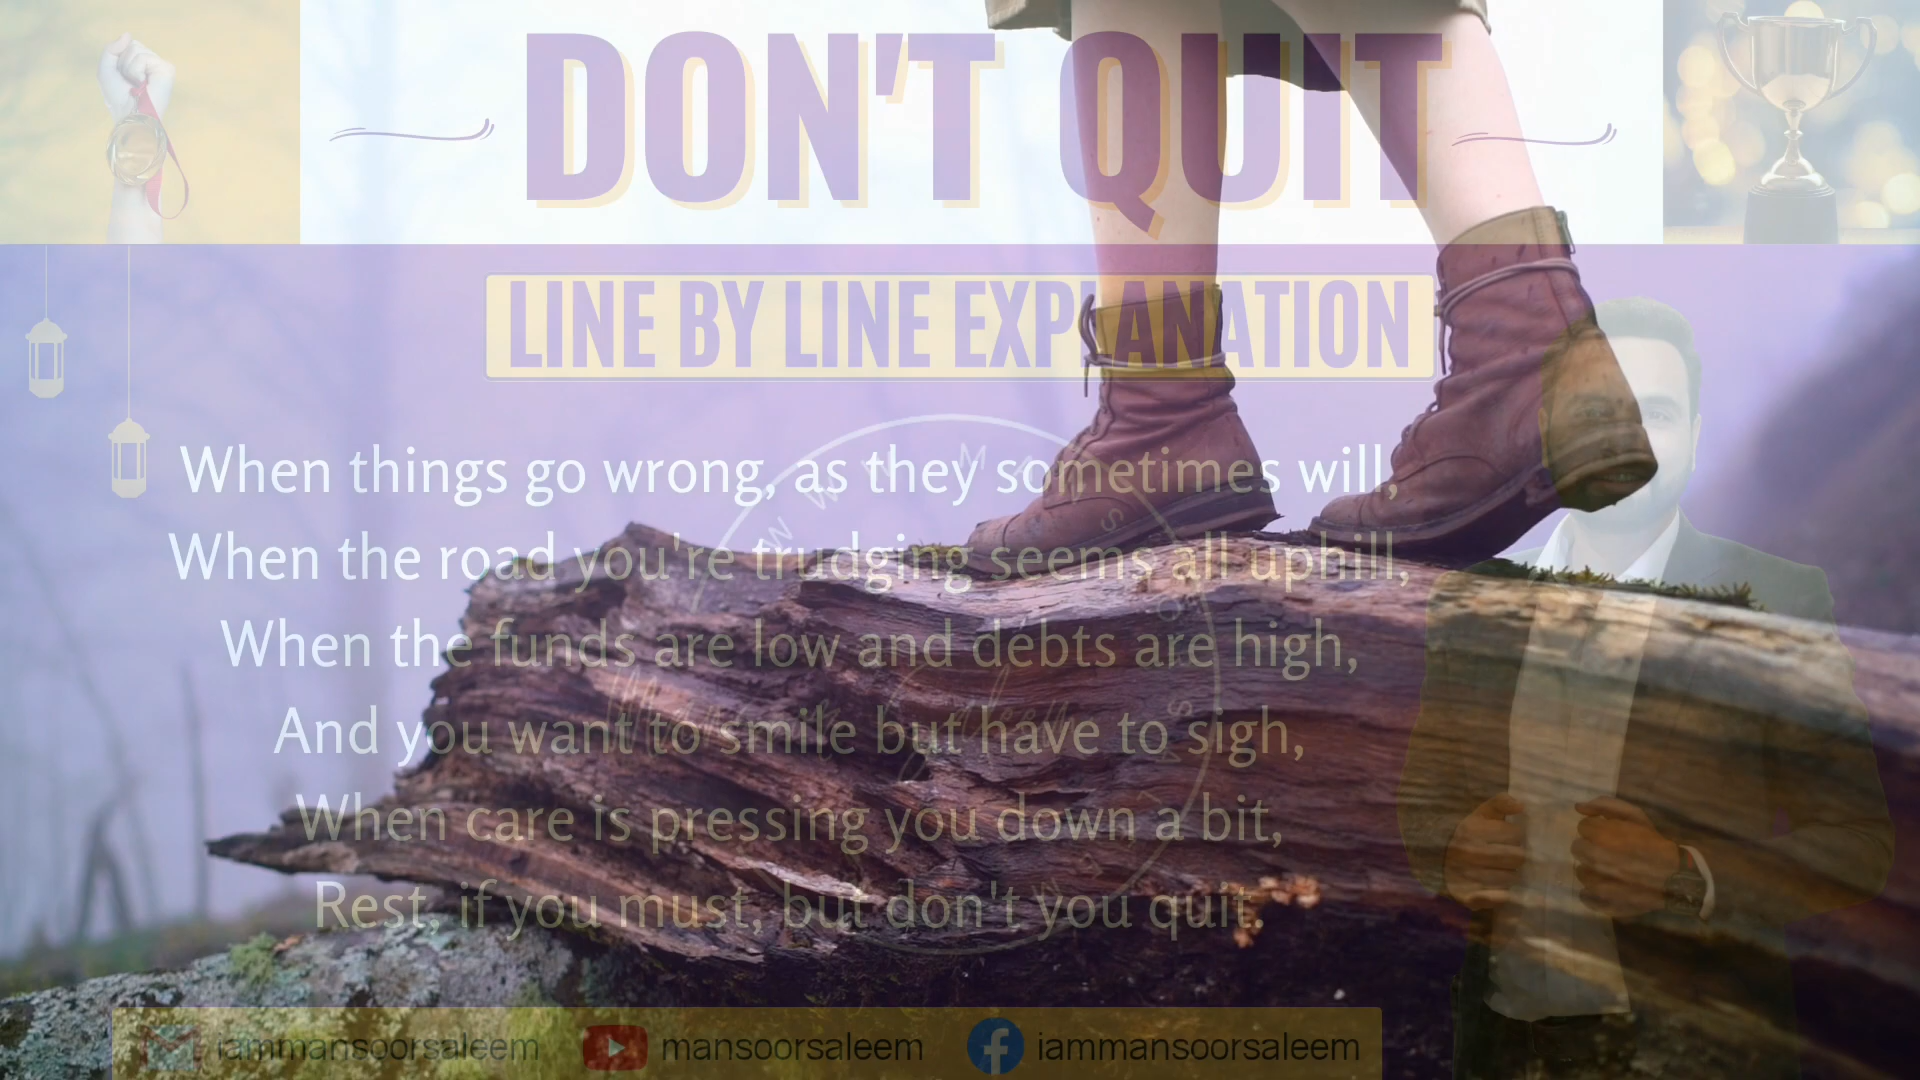 DON'T QUIT
LINE BY LINE EXPLANATION
When things go wrong, as they sometimes will,
When the road you're trudging seems all uphill,
When the funds are low and debts are high,
And you want to smile but have to sigh,
When care is pressing you down a bit,
Rest, if you must, but don't you quit.
iammansoorsaleem mansoorsaleem iammansoorsaleem